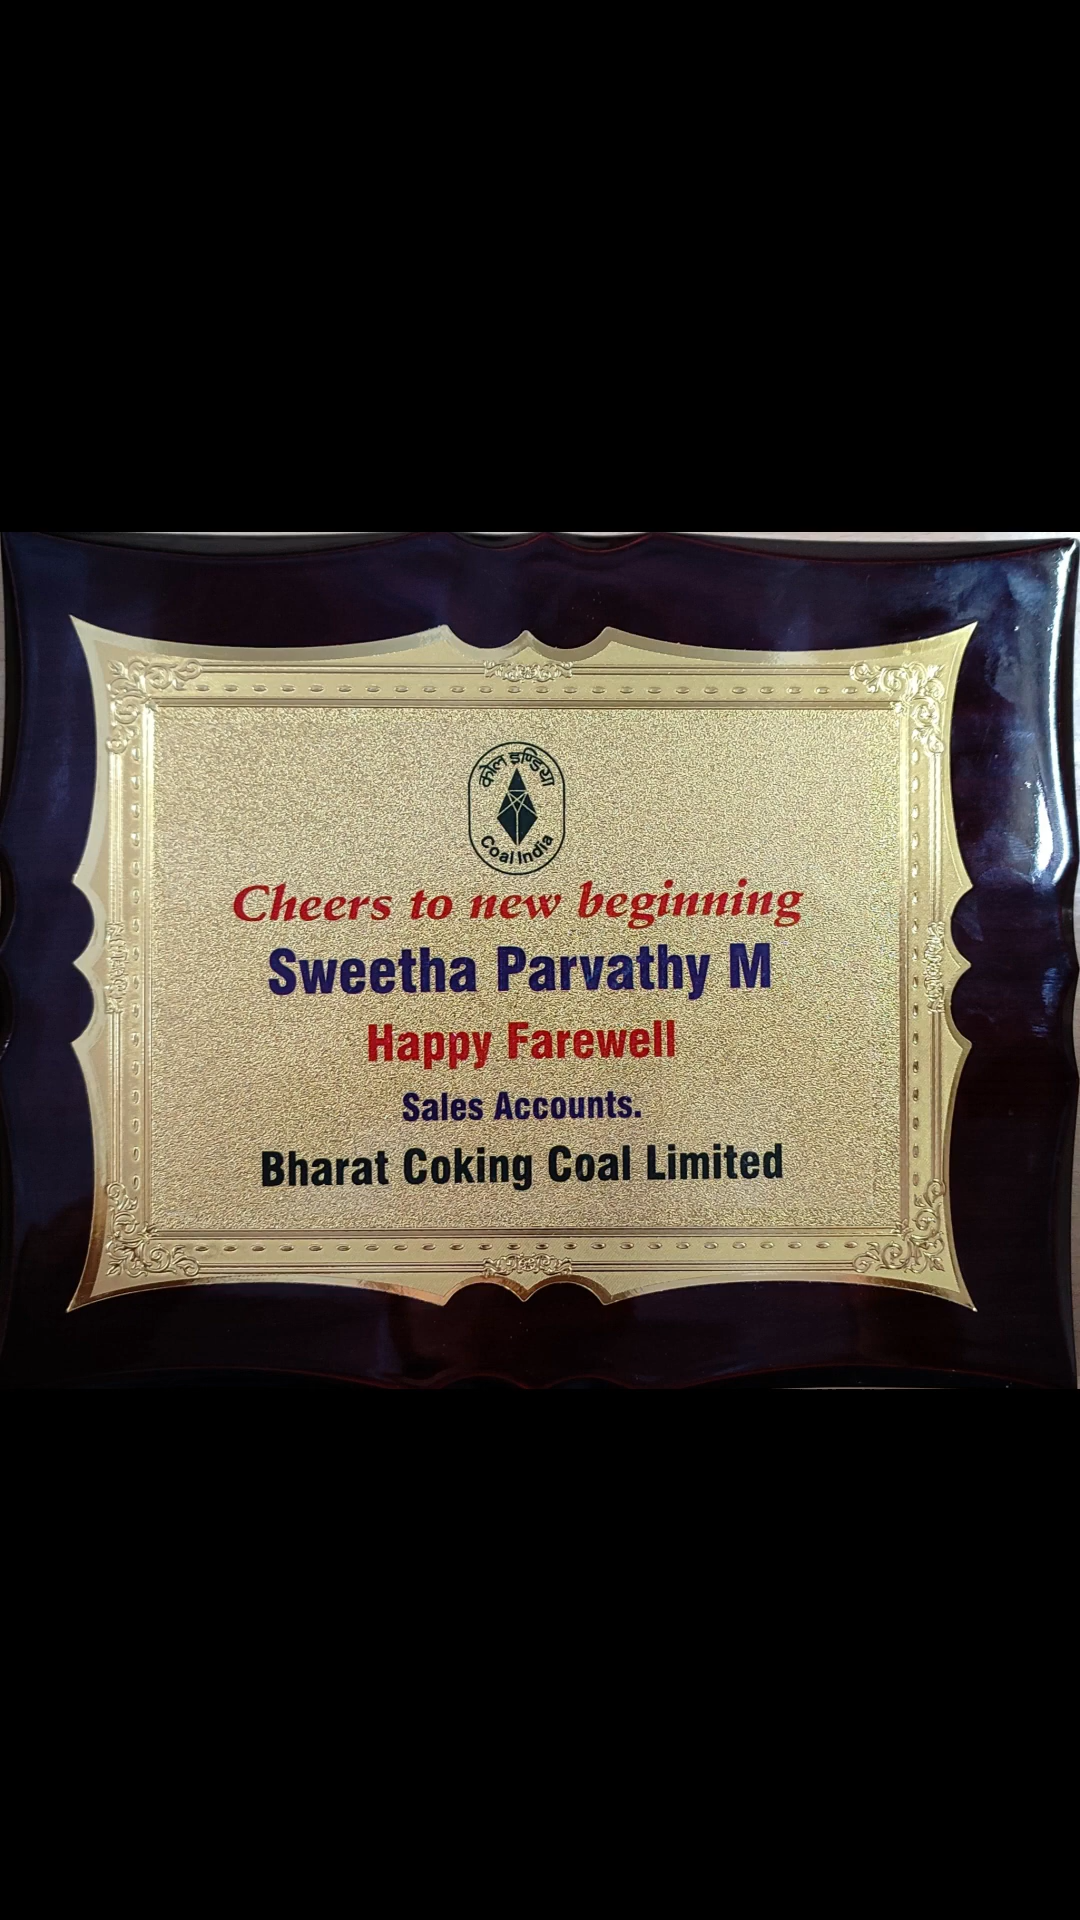 कोल इण्डिया
Coal India
Cheers to new beginning
Sweetha Parvathy M
Happy Farewell
Sales Accounts.
Bharat Coking Coal Limited